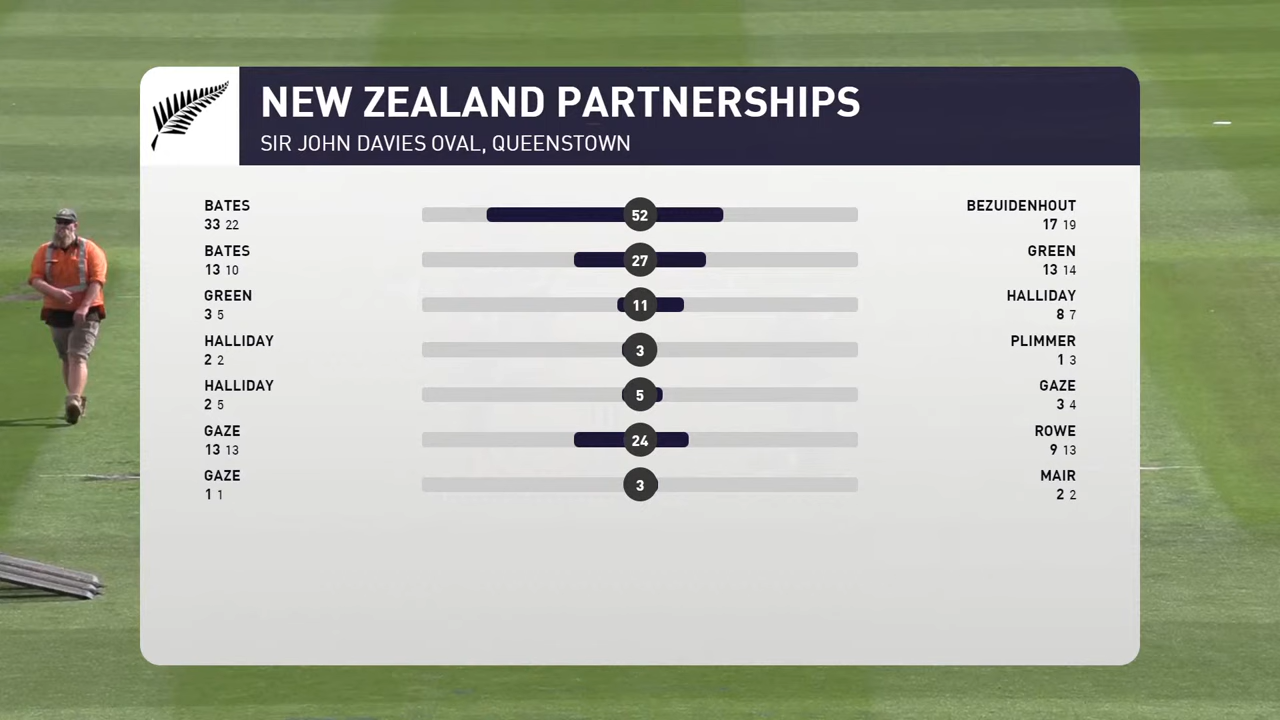 NEW ZEALAND PARTNERSHIPS
SIR JOHN DAVIES OVAL, QUEENSTOWN
BATES 52 BEZUIDENHOUT
33 22 17 19
BATES 27 GREEN
13 10 13 14
GREEN 11 HALLIDAY
3 5 8 7
HALLIDAY 3 PLIMMER
2 2 1 3
HALLIDAY 5 GAZE
2 5 3 4
GAZE 24 ROWE
13 13 9 13
GAZE 3 MAIR
1 1 2 2